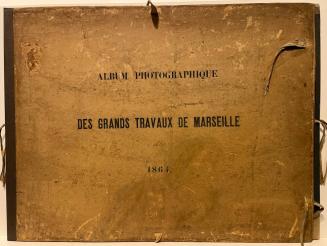 ALBUM PHOTOGRAPHIQUE
DES GRANDS TRAVAUX DE MARSEILLE
1864.